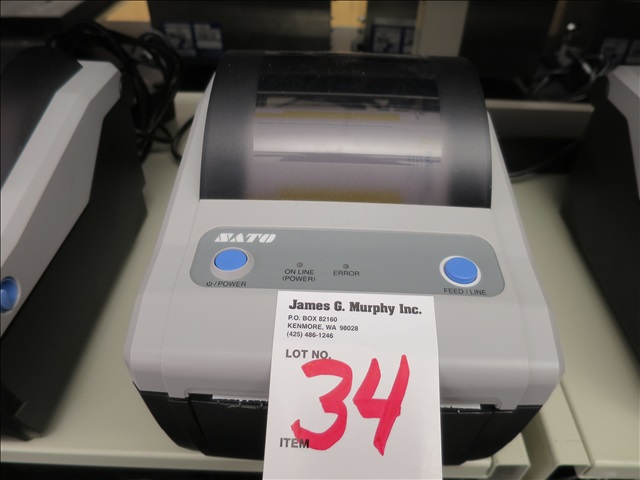 SATO
⏻/POWER
ON LINE
(POWER)
ERROR
FEED/LINE
James G. Murphy Inc.
P.O. BOX 82160
KENMORE, WA 98028
(425) 486-1246
LOT NO.
34
ITEM